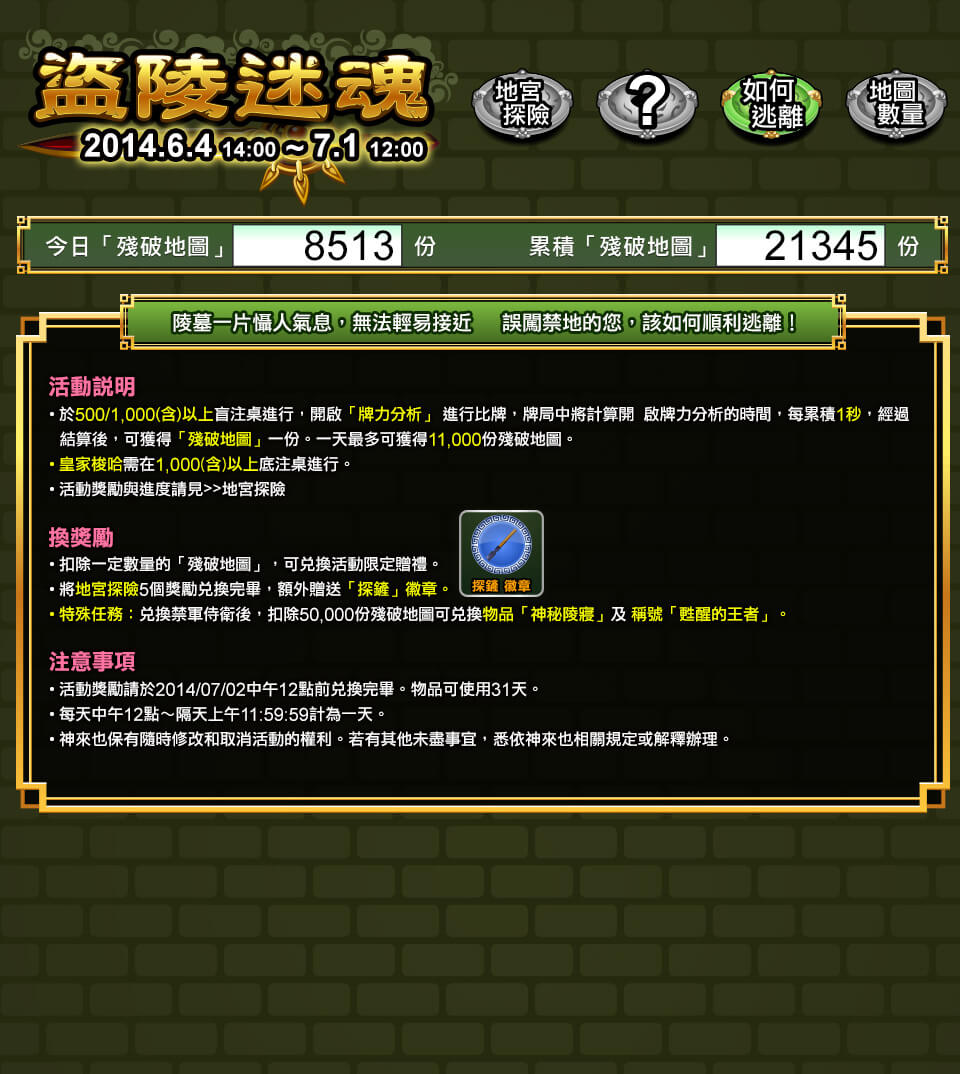 盜陵迷魂
2014.6.4 14:00 ~ 7.1 12:00
地宮
探險
?
如何
逃離
地圖
數量
今日「殘破地圖」 8513 份 累積「殘破地圖」 21345 份
陵墓一片懾人氣息，無法輕易接近 誤闖禁地的您，該如何順利逃離！
活動説明
• 於500/1,000(含)以上盲注桌進行，開啟「牌力分析」 進行比牌，牌局中將計算開 啟牌力分析的時間，每累積1秒，經過
結算後，可獲得「殘破地圖」一份。一天最多可獲得11,000份殘破地圖。
• 皇家梭哈需在1,000(含)以上底注桌進行。
• 活動獎勵與進度請見>>地宮探險
換獎勵
• 扣除一定數量的「殘破地圖」，可兌換活動限定贈禮。
• 將地宮探險5個獎勵兌換完畢，額外贈送「探鏟」徽章。
探鏟 徽章
• 特殊任務：兌換禁軍侍衛後，扣除50,000份殘破地圖可兌換物品「神秘陵寢」及 稱號「甦醒的王者」。
注意事項
• 活動獎勵請於2014/07/02中午12點前兌換完畢。物品可使用31天。
• 每天中午12點～隔天上午11:59:59計為一天。
• 神來也保有隨時修改和取消活動的權利。若有其他未盡事宜，悉依神來也相關規定或解釋辦理。